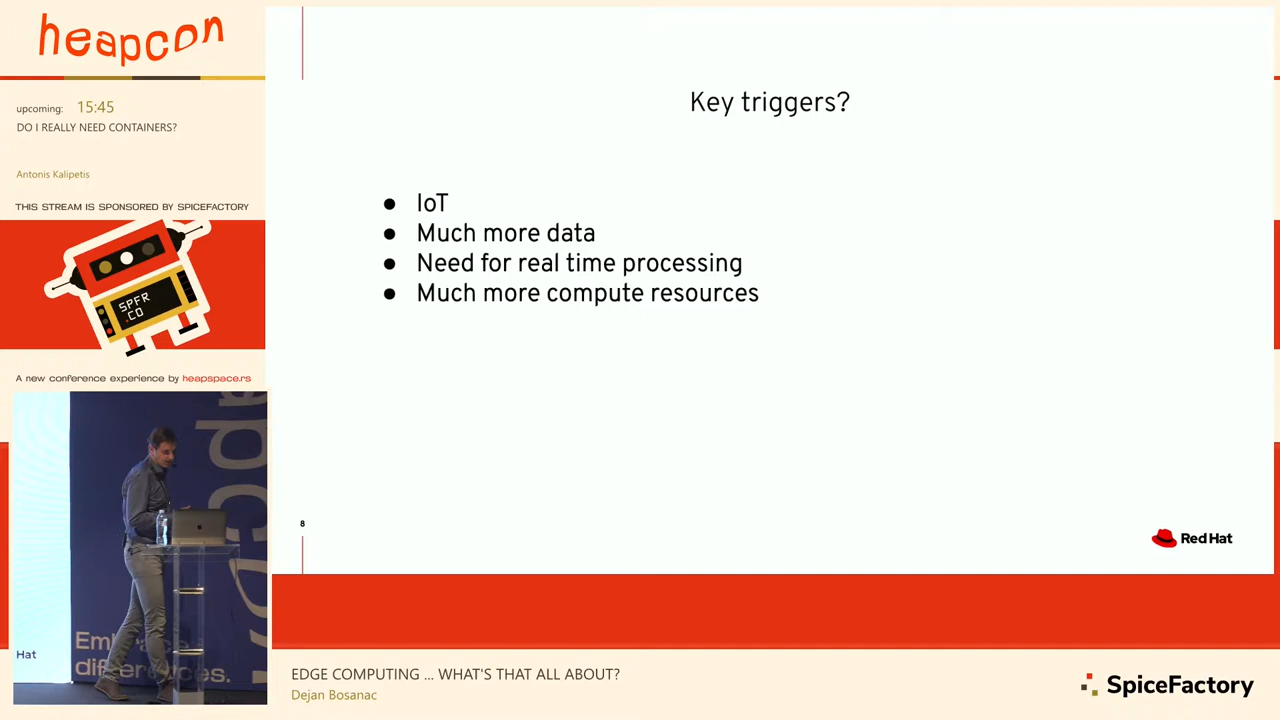 heapcon
upcoming: 15:45
DO I REALLY NEED CONTAINERS?
Antonis Kalipetis
THIS STREAM IS SPONSORED BY SPICEFACTORY
SPFR
.CO
A new conference experience by heapspace.rs
Hat
differences.
Key triggers?
● IoT
● Much more data
● Need for real time processing
● Much more compute resources
8
Red Hat
EDGE COMPUTING ... WHAT'S THAT ALL ABOUT?
Dejan Bosanac
SpiceFactory